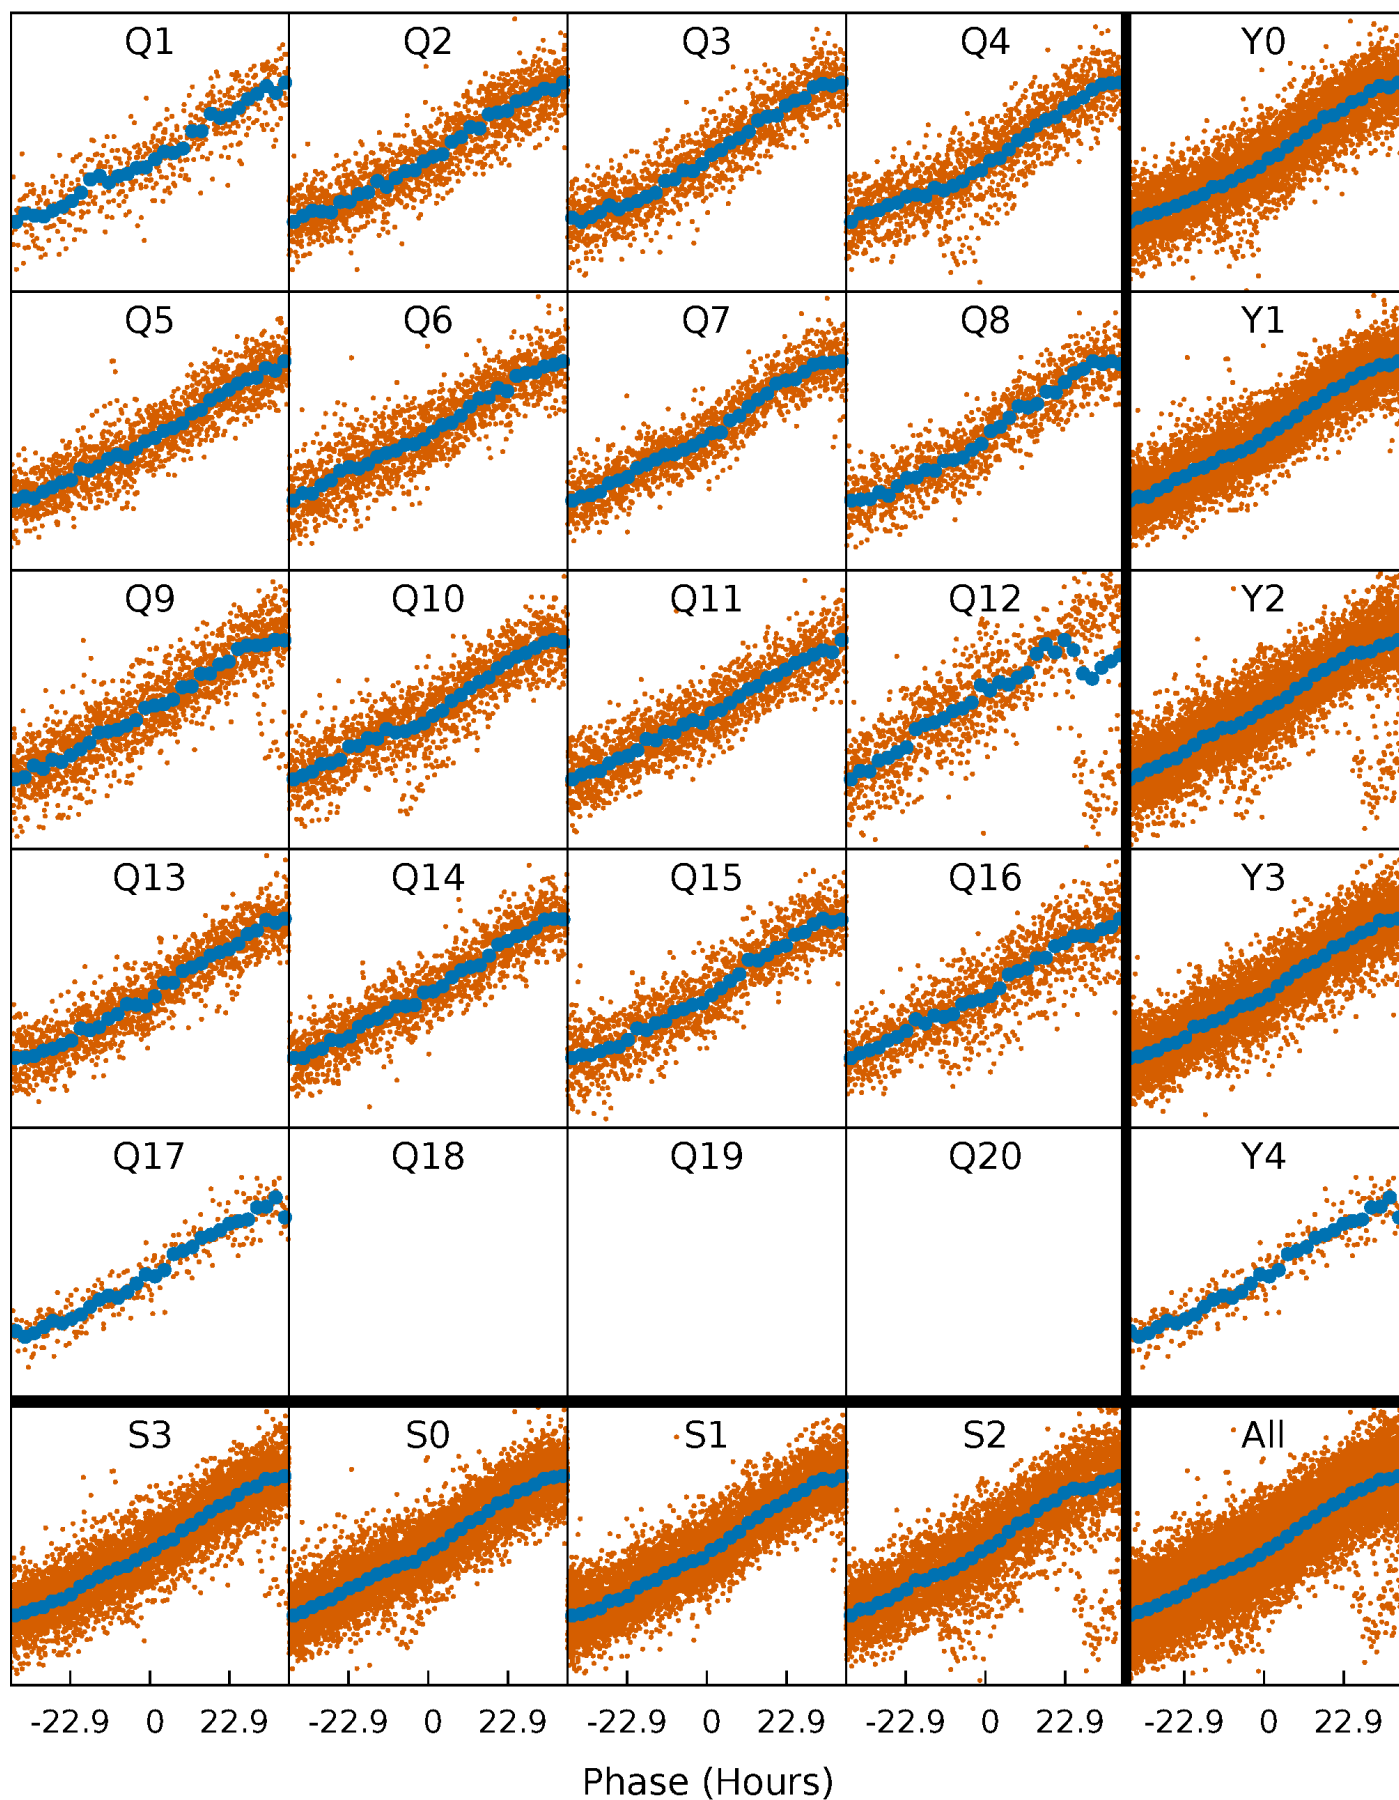 Q1 Q2 Q3 Q4 Y0
Q5 Q6 Q7 Q8 Y1
Q9 Q10 Q11 Q12 Y2
Q13 Q14 Q15 Q16 Y3
Q17 Q18 Q19 Q20 Y4
S3 S0 S1 S2 All
-22.9 0 22.9 -22.9 0 22.9 -22.9 0 22.9 -22.9 0 22.9 -22.9 0 22.9
Phase (Hours)